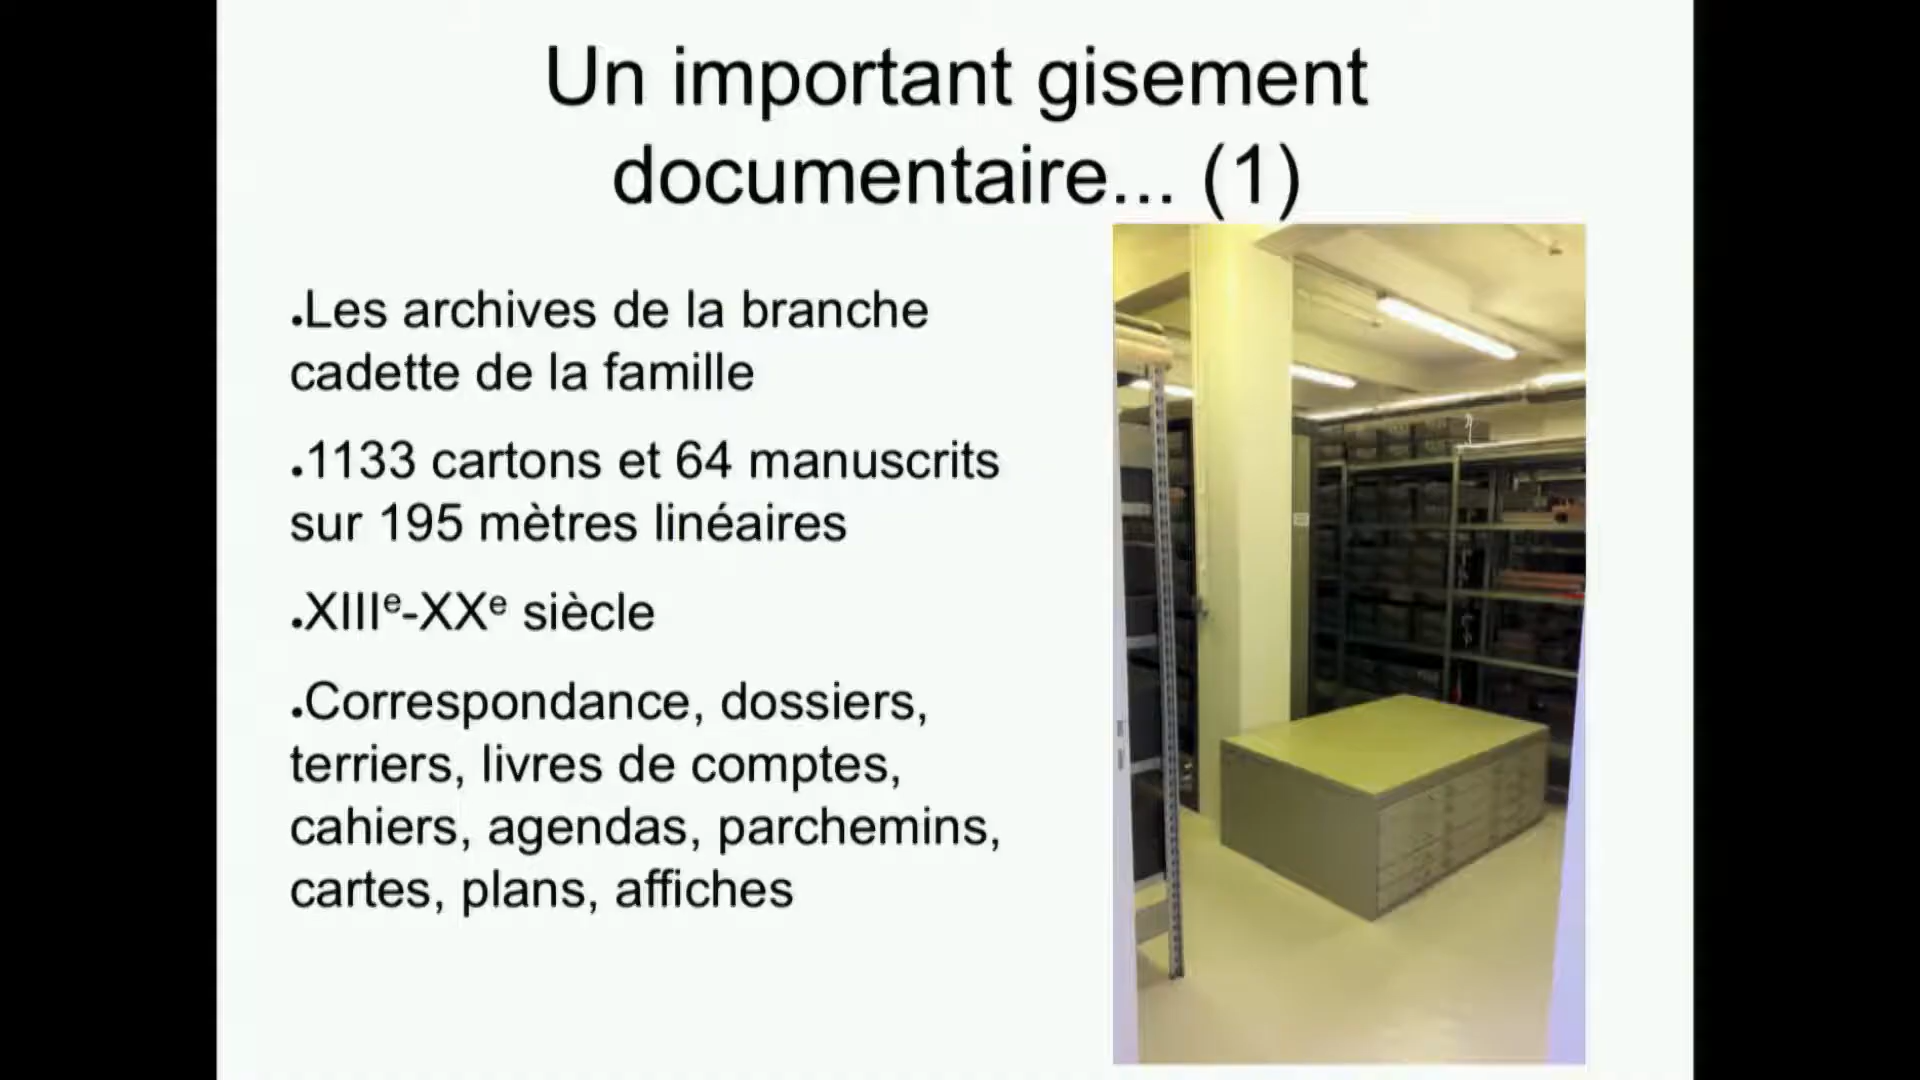 Un important gisement
documentaire... (1)
•Les archives de la branche
cadette de la famille
•1133 cartons et 64 manuscrits
sur 195 mètres linéaires
•XIIIᵉ-XXᵉ siècle
•Correspondance, dossiers,
terriers, livres de comptes,
cahiers, agendas, parchemins,
cartes, plans, affiches